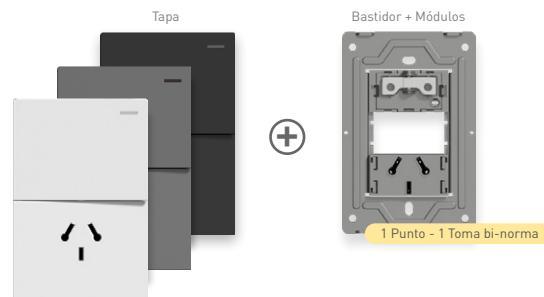 Tapa
Bastidor + Módulos
1 Punto - 1 Toma bi-norma